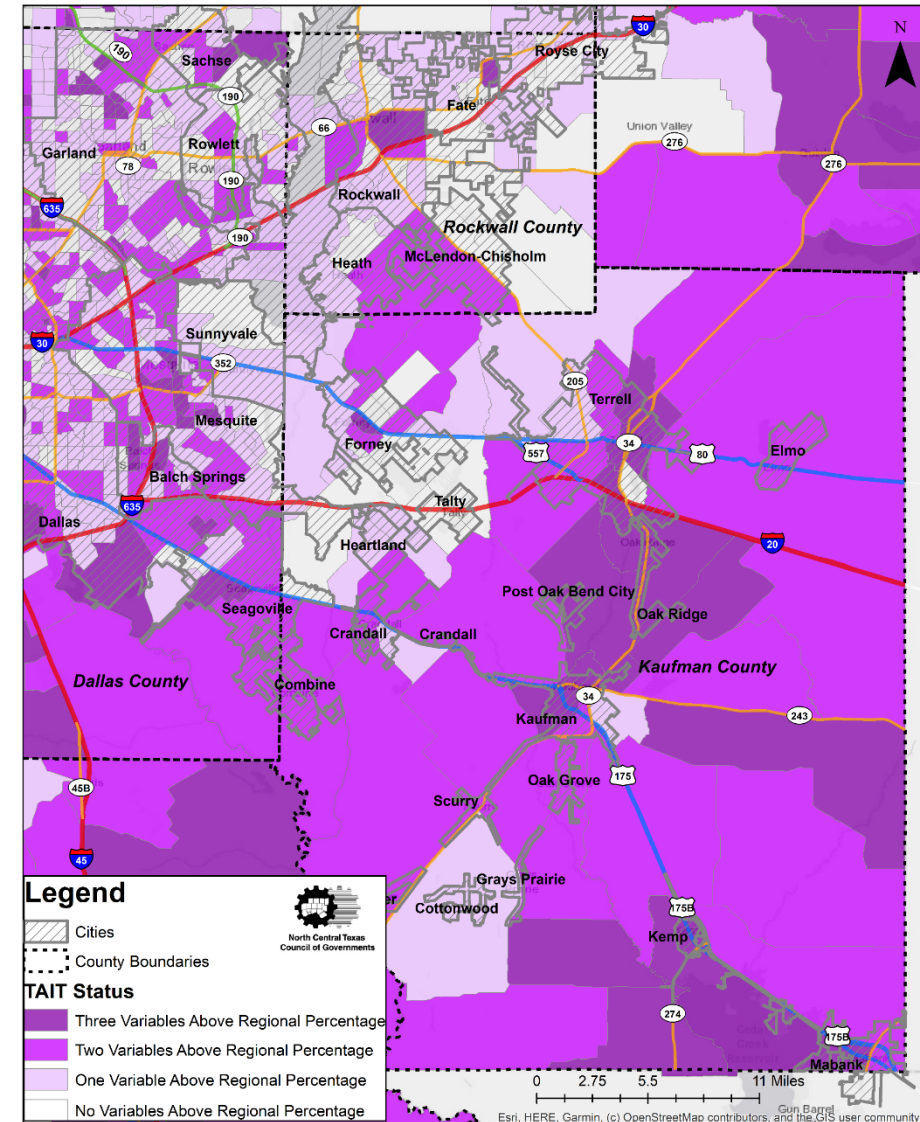 30
N
Royse City
Sachse
190
190
Fate
66
Union Valley
276
276
Garland
Rowlett
78
190
Rockwall
635
190
Rockwall County
Heath
McLendon-Chisholm
Sunnyvale
30
352
205
Terrell
Mesquite
Forney
34
557
80
Elmo
Balch Springs
635
Talty
Dallas
Heartland
20
Post Oak Bend City
Seagoville
Oak Ridge
Crandall
Crandall
Kaufman County
Dallas County
Combine
34
Kaufman
243
175
Oak Grove
45B
Scurry
45
Grays Prairie
Cottonwood
175B
Kemp
274
175B
Mabank
Gun Barrel
Legend
North Central Texas
Council of Governments
Cities
County Boundaries
TAIT Status
Three Variables Above Regional Percentage
Two Variables Above Regional Percentage
One Variable Above Regional Percentage
No Variables Above Regional Percentage
0 2.75 5.5 11 Miles
Esri, HERE, Garmin, (c) OpenStreetMap contributors, and the GIS user community